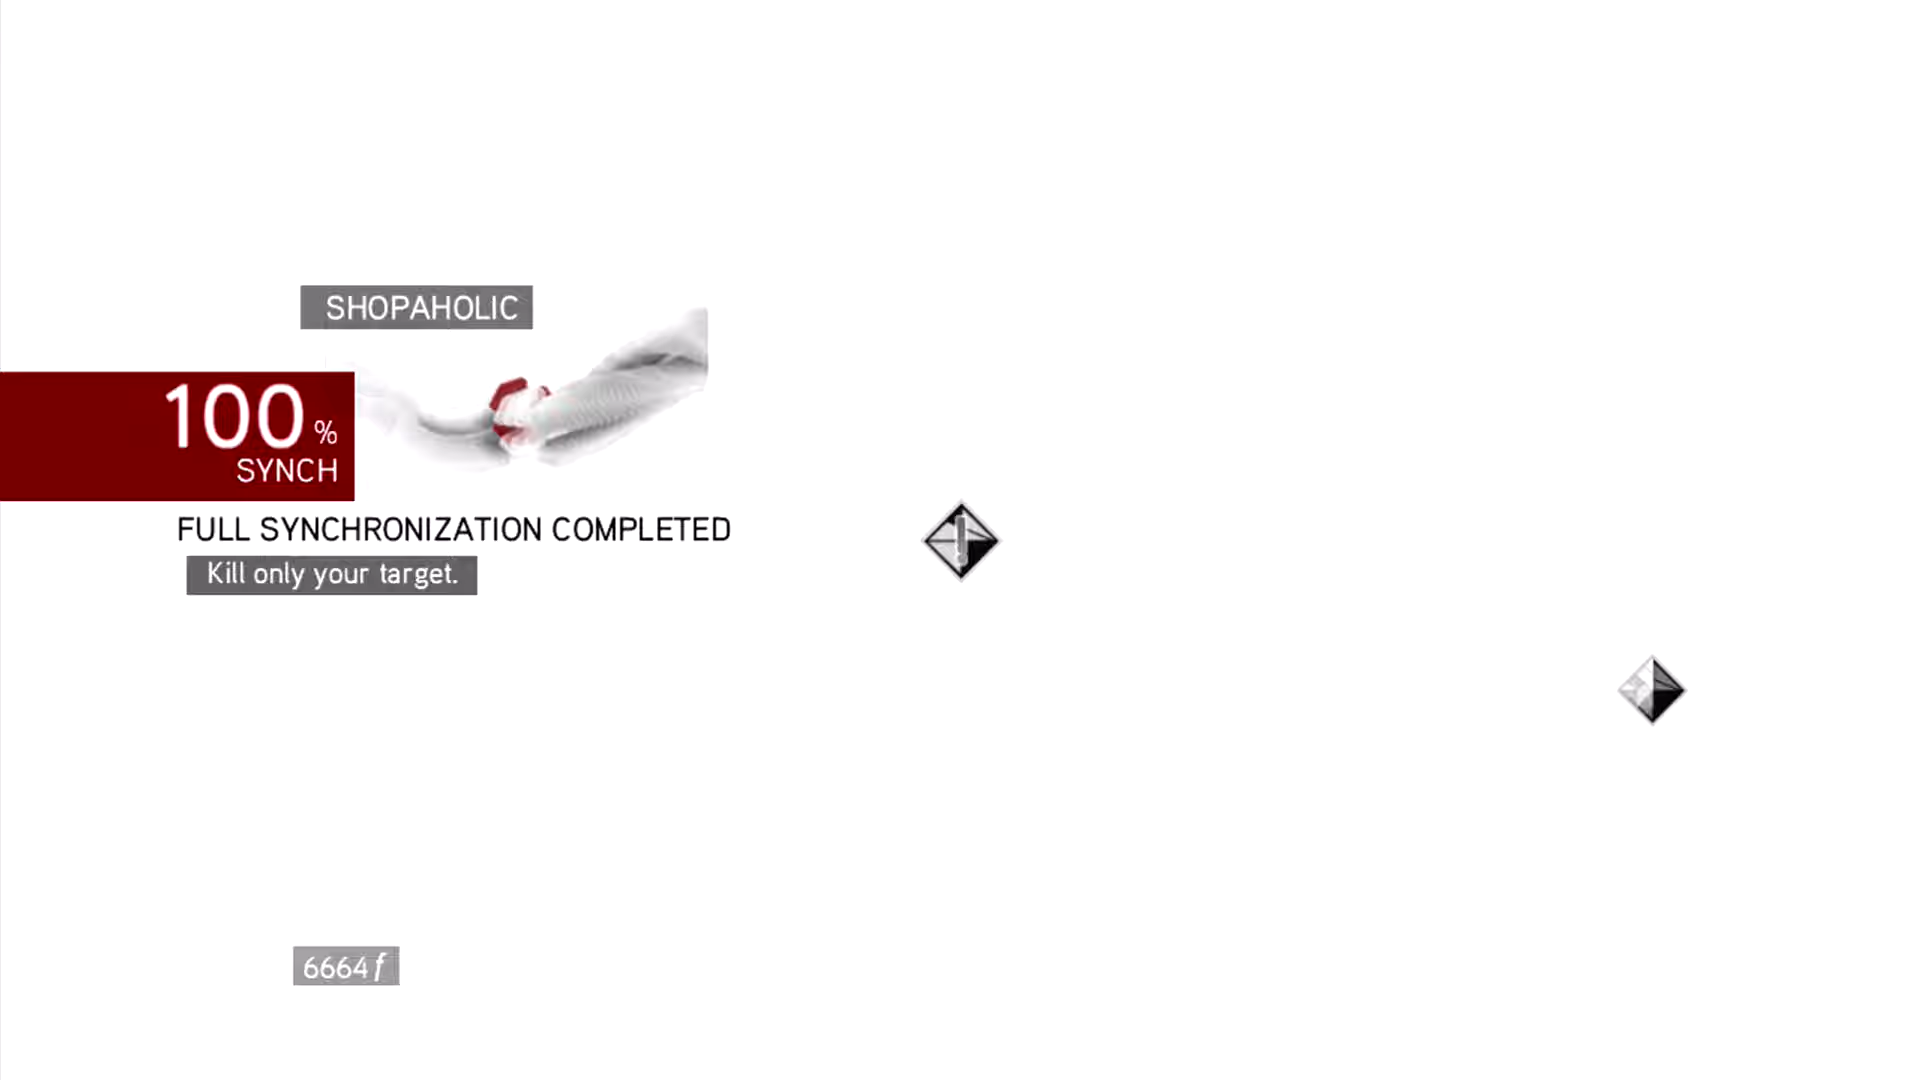 SHOPAHOLIC
100 %
SYNCH
FULL SYNCHRONIZATION COMPLETED
Kill only your target.
6664 ƒ